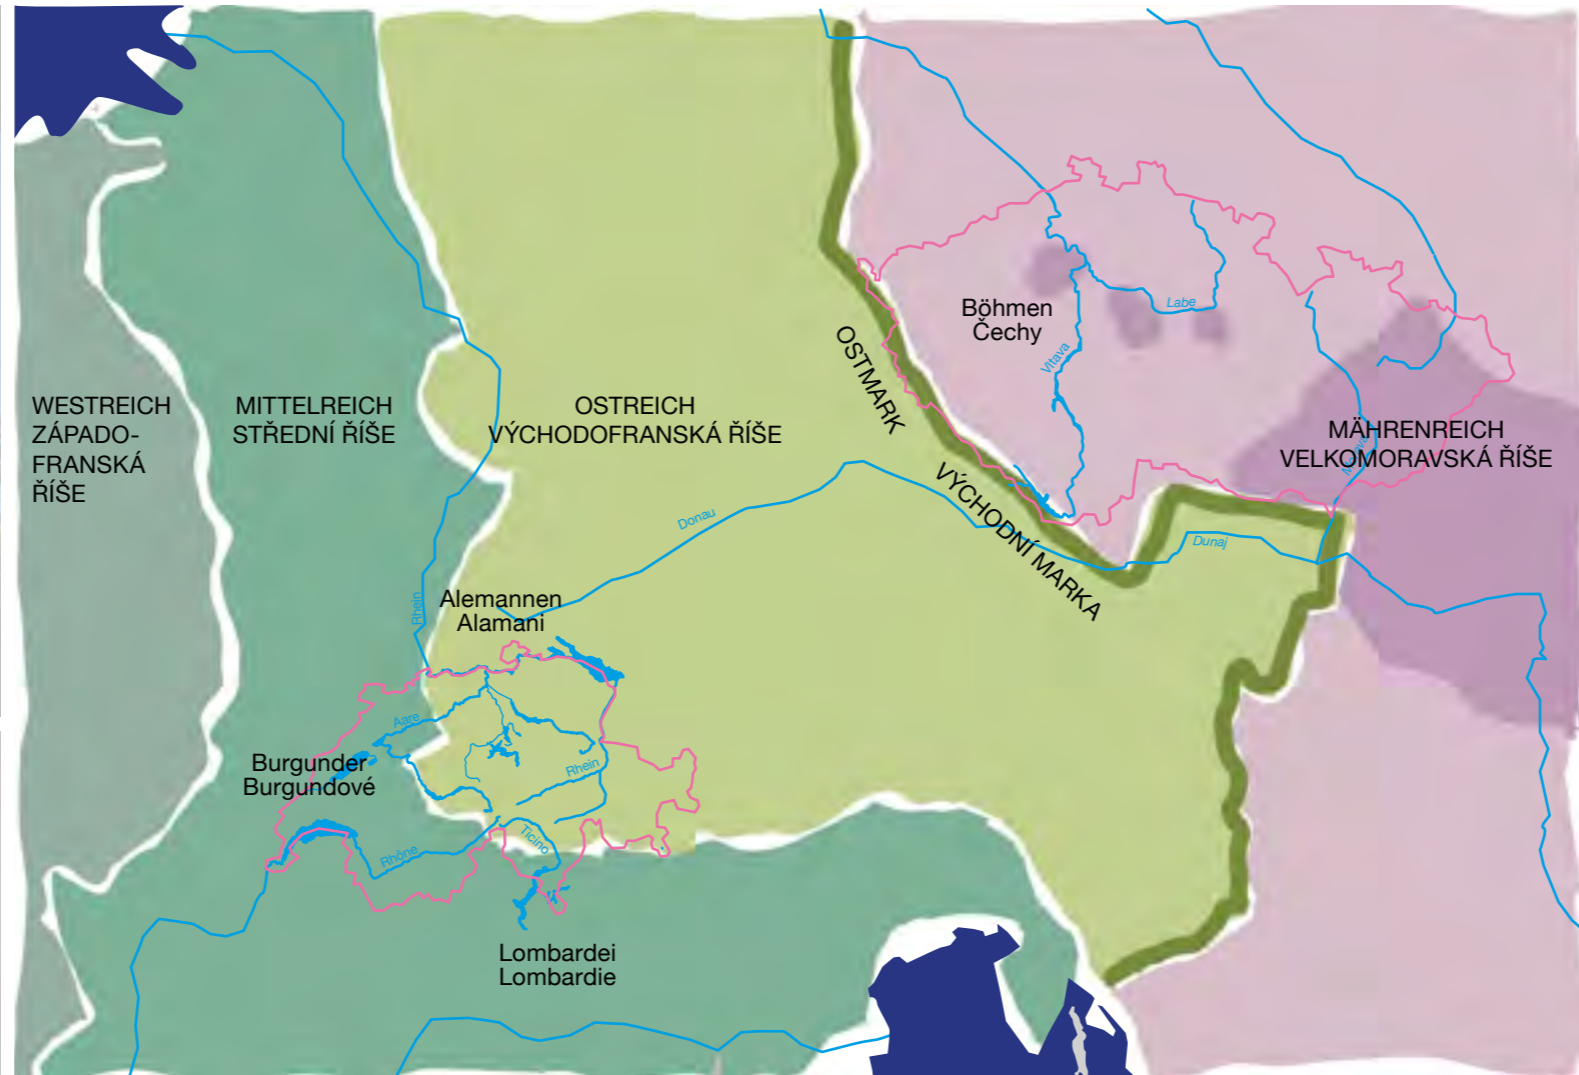 WESTREICH
ZÁPADO-
FRANSKÁ
ŘÍŠE
MITTELREICH
STŘEDNÍ ŘÍŠE
OSTREICH
VÝCHODOFRANSKÁ ŘÍŠE
OSTMARK
VÝCHODNÍ MARKA
Böhmen
Čechy
Labe
Vltava
MÄHRENREICH
VELKOMORAVSKÁ ŘÍŠE
Donau
Dunaj
Rhein
Alemannen
Alamani
Aare
Burgunder
Burgundové
Rhein
Rhône
Ticino
Lombardei
Lombardie